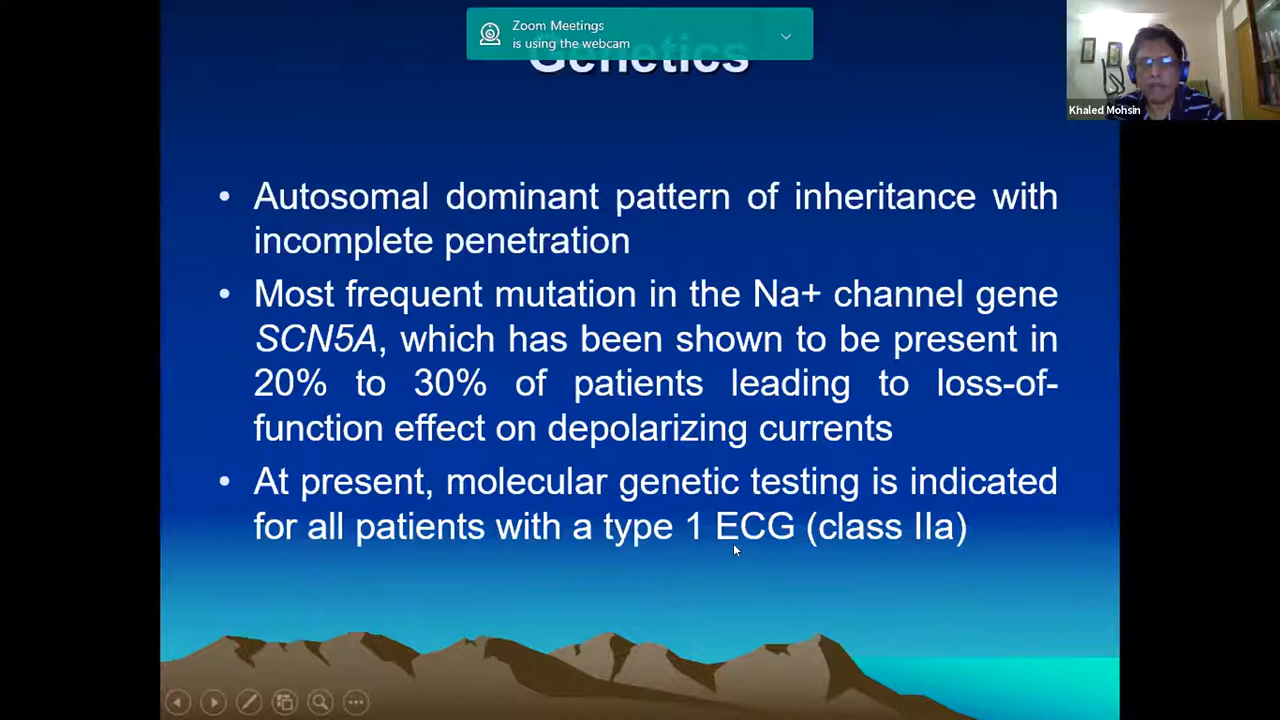 Zoom Meetings
is using the webcam
Genetics
Khaled Mohsin
• Autosomal dominant pattern of inheritance with
incomplete penetration
• Most frequent mutation in the Na+ channel gene
SCN5A, which has been shown to be present in
20% to 30% of patients leading to loss-of-
function effect on depolarizing currents
• At present, molecular genetic testing is indicated
for all patients with a type 1 ECG (class IIa)